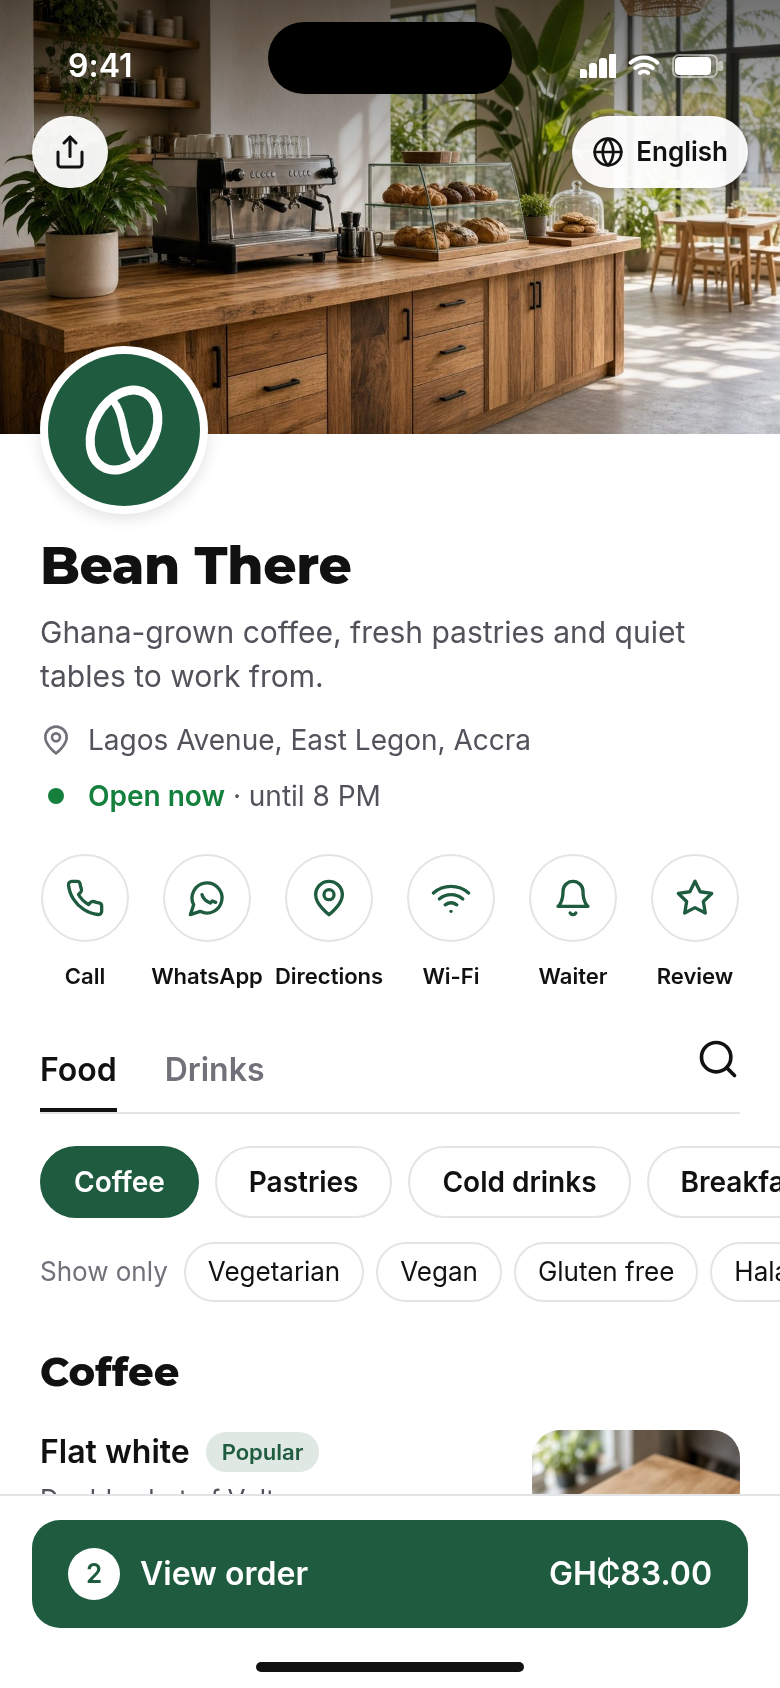 9:41
English
Bean There
Ghana-grown coffee, fresh pastries and quiet
tables to work from.
Lagos Avenue, East Legon, Accra
Open now · until 8 PM
Call WhatsApp Directions Wi-Fi Waiter Review
Food Drinks
Coffee Pastries Cold drinks
Show only Vegetarian Vegan Gluten free
Coffee
Flat white Popular
2 View order GH₵83.00